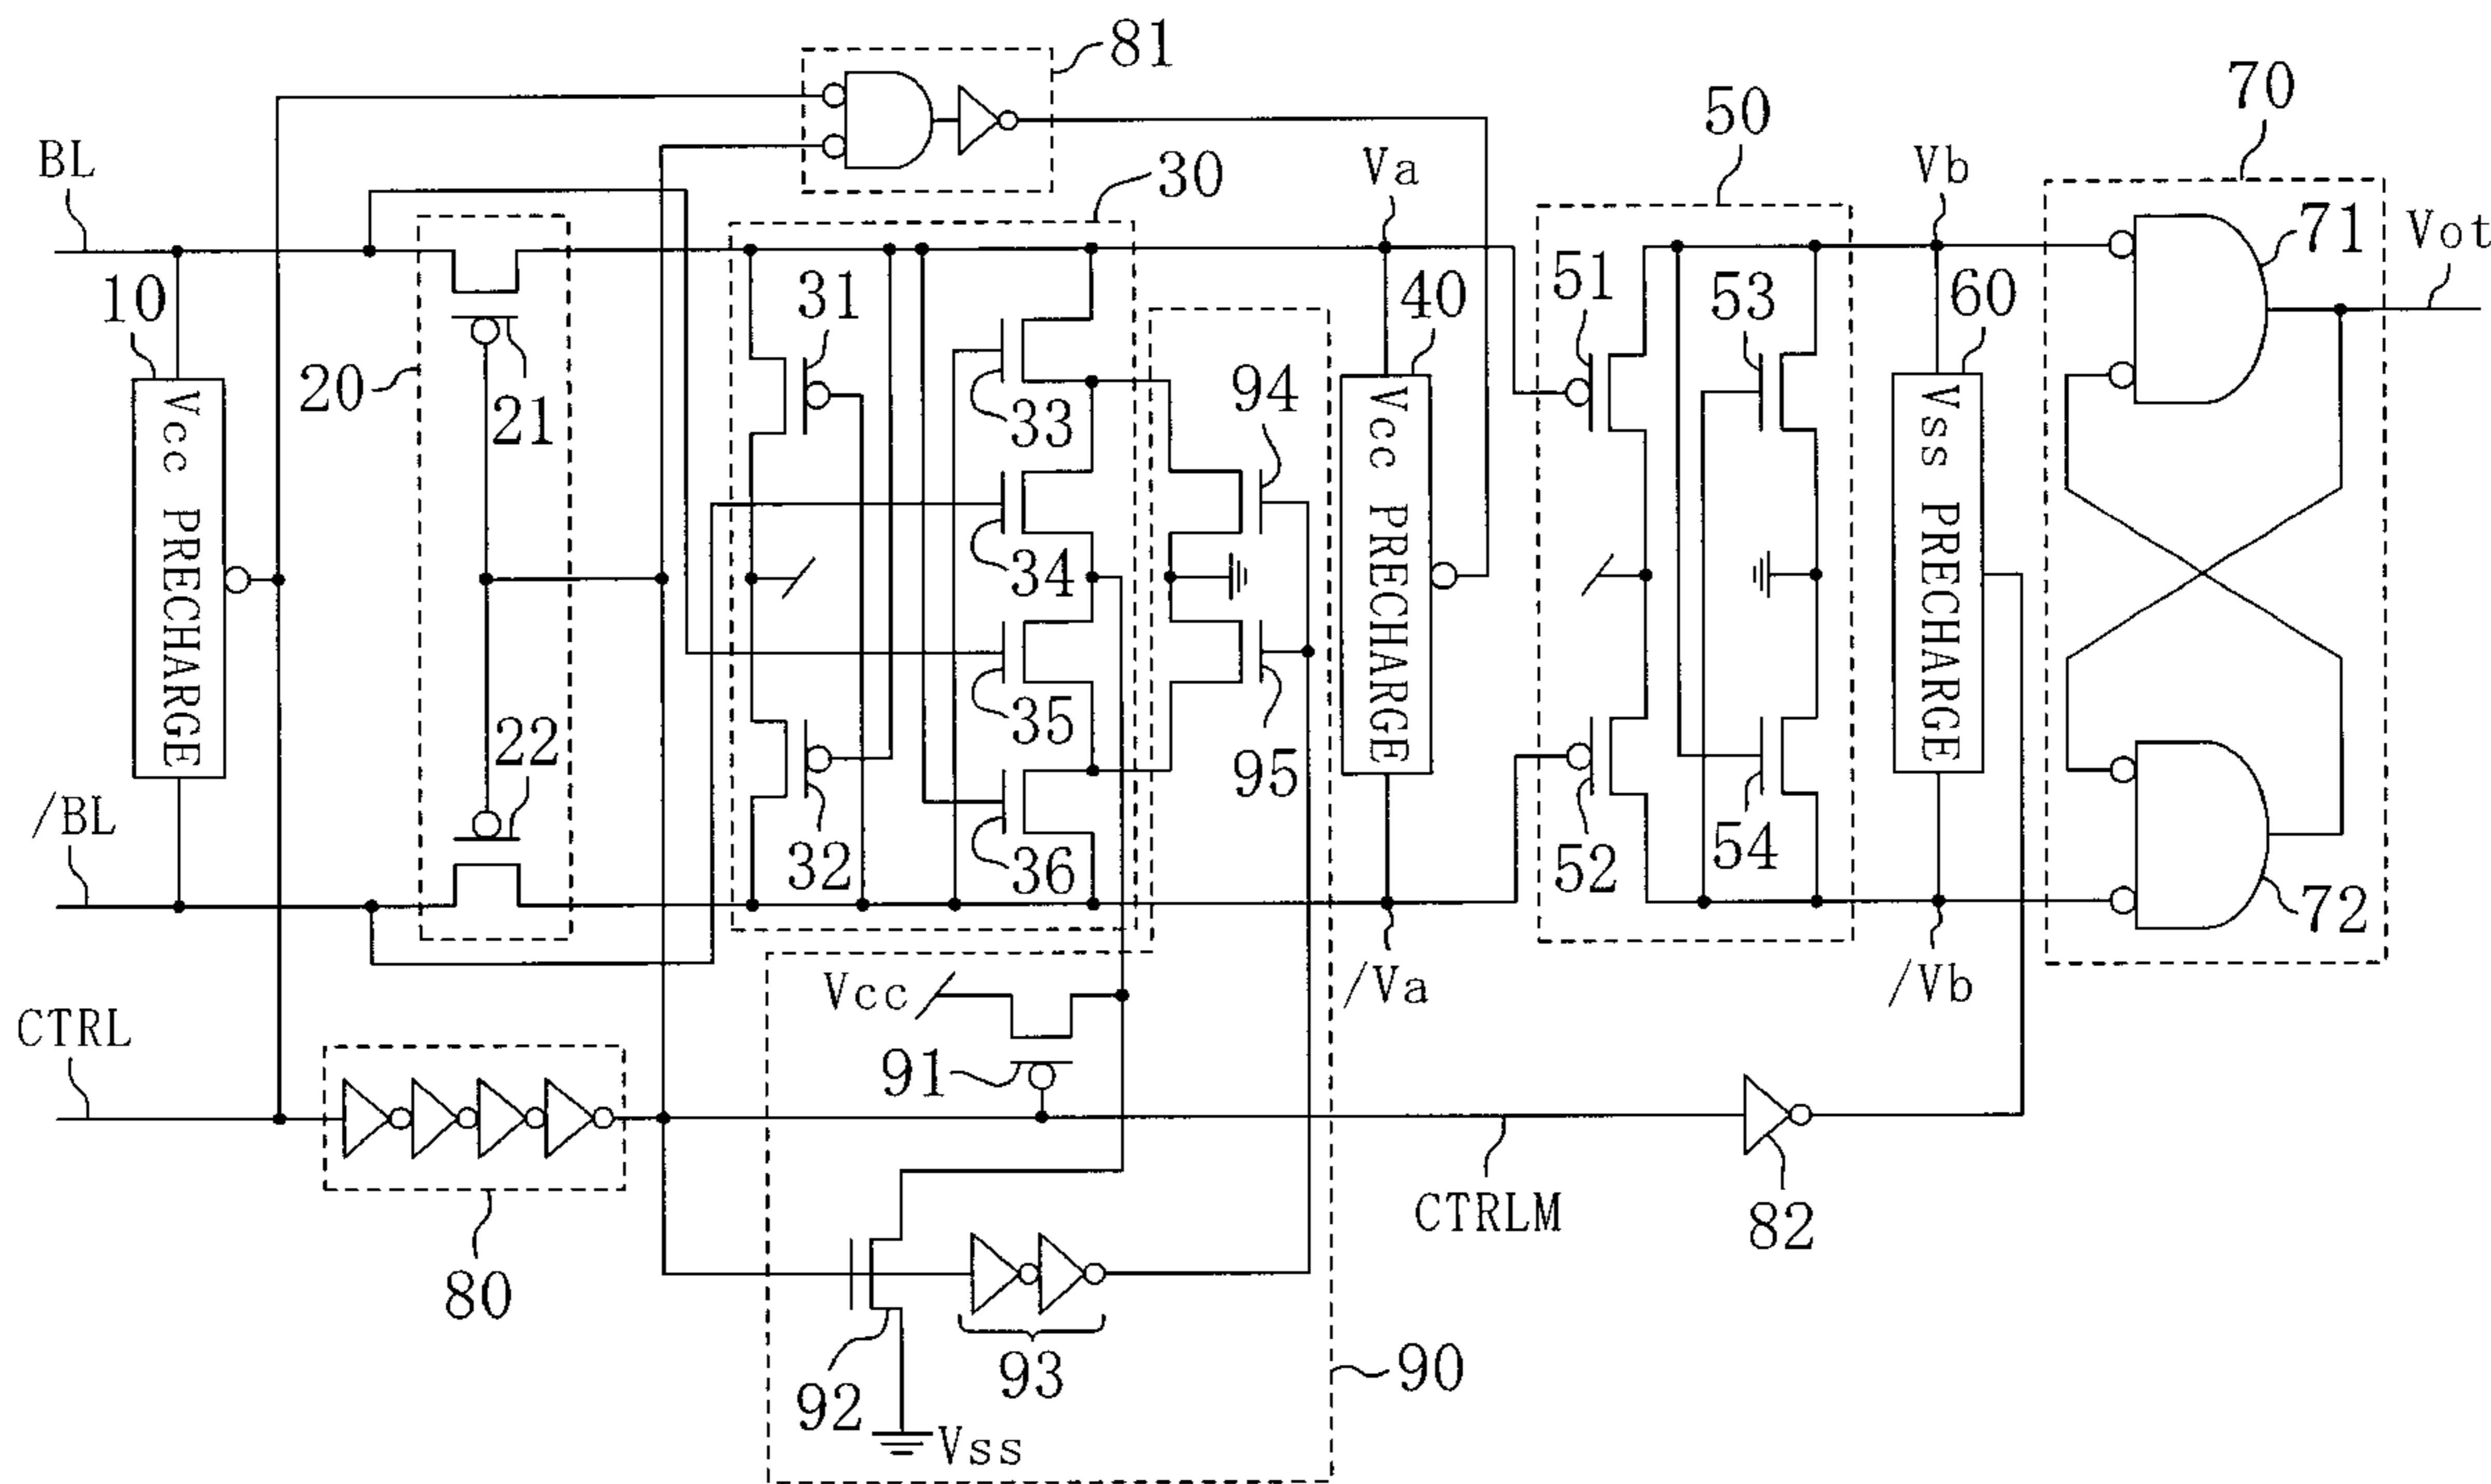 81
70
50
BL
30
Va
Vb
71
Vot
10
31
51
53
60
40
20
21
94
33
Vcc PRECHARGE
Vcc PRECHARGE
Vss PRECHARGE
34
22
35
95
/BL
32
36
52
54
72
Vcc
/Va
/Vb
CTRL
91
CTRLM
82
80
92
93
90
Vss